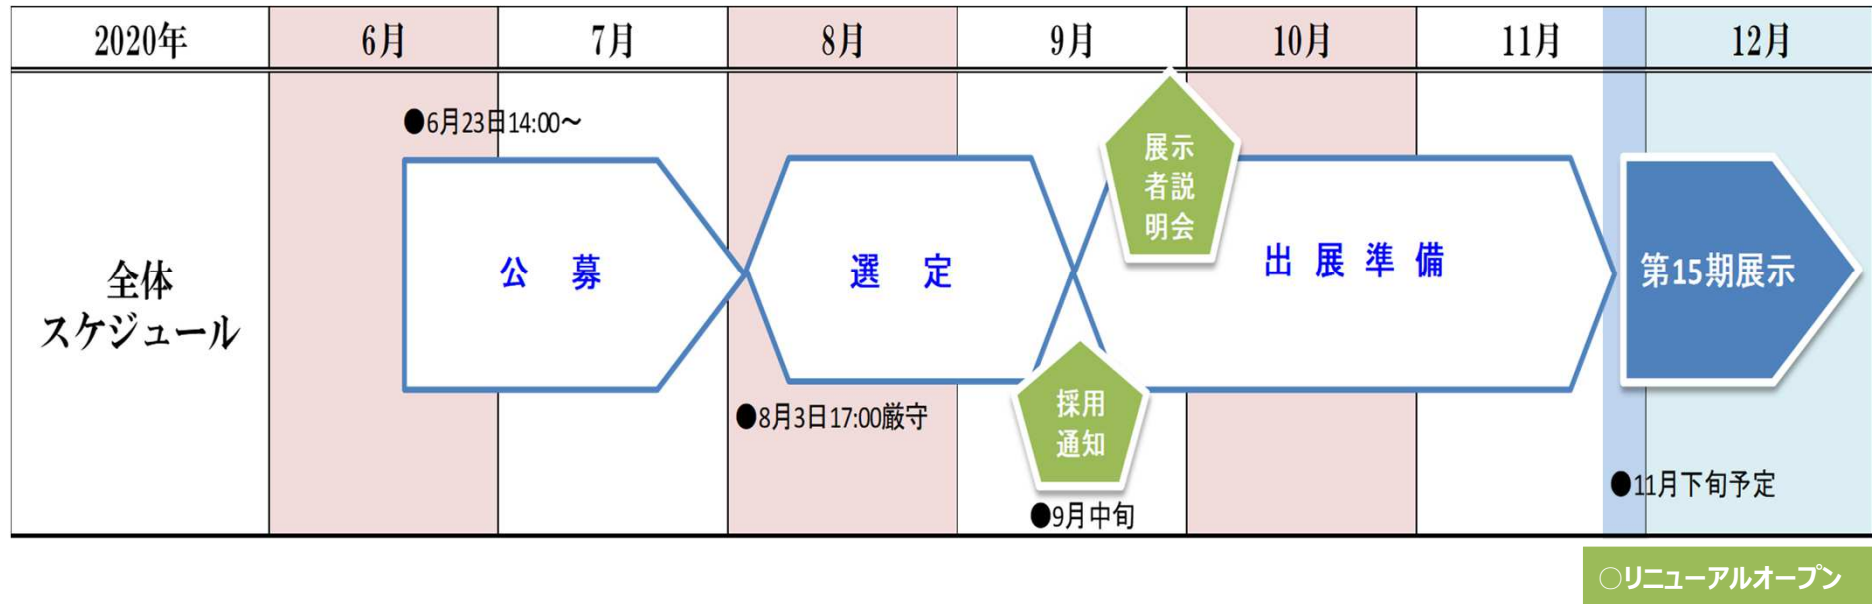 2020年
6月
7月
8月
9月
10月
11月
12月
全体
スケジュール
●6月23日14:00～
公 募
●8月3日17:00厳守
選 定
採用
通知
●9月中旬
展示
者説
明会
出展準備
第15期展示
●11月下旬予定
○リニューアルオープン